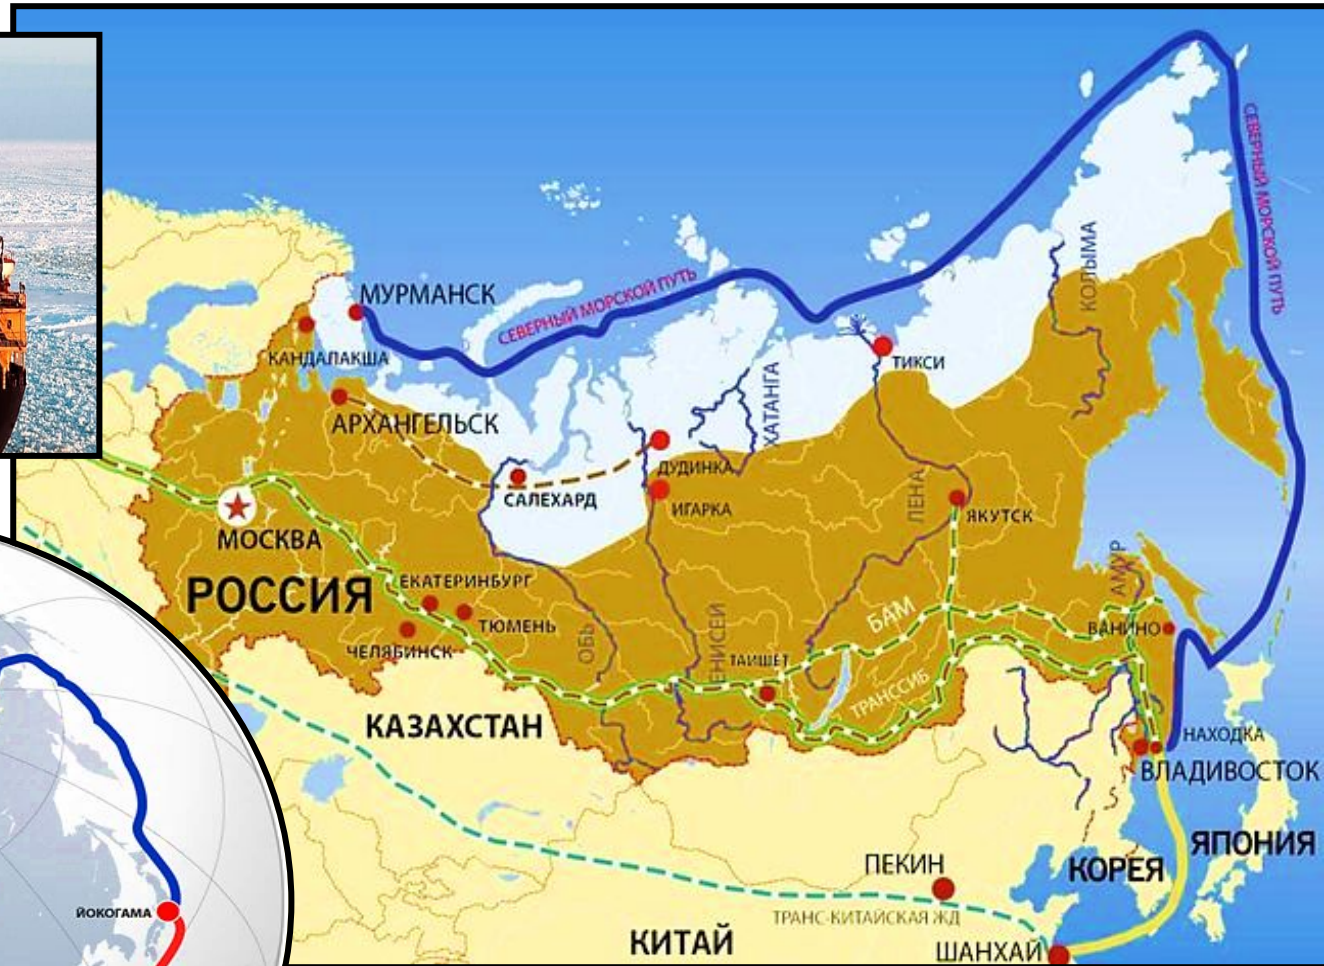 СЕВЕРНЫЙ МОРСКОЙ ПУТЬ
СЕВЕРНЫЙ МОРСКОЙ ПУТЬ
МУРМАНСК
КАНДАЛАКША
АРХАНГЕЛЬСК
САЛЕХАРД
ДУДИНКА
ИГАРКА
ХАТАНГА
ТИКСИ
КОЛЫМА
ЛЕНА
ЯКУТСК
МОСКВА
РОССИЯ
ЕКАТЕРИНБУРГ
ТЮМЕНЬ
ЧЕЛЯБИНСК
ОБЬ
ЕНИСЕЙ
ТАЙШЕТ
БАМ
ТРАНССИБ
АМУР
ВАНИНО
КАЗАХСТАН
НАХОДКА
ВЛАДИВОСТОК
ЯПОНИЯ
КОРЕЯ
ПЕКИН
ТРАНС-КИТАЙСКАЯ ЖД
КИТАЙ
ШАНХАЙ
ЙОКОГАМА